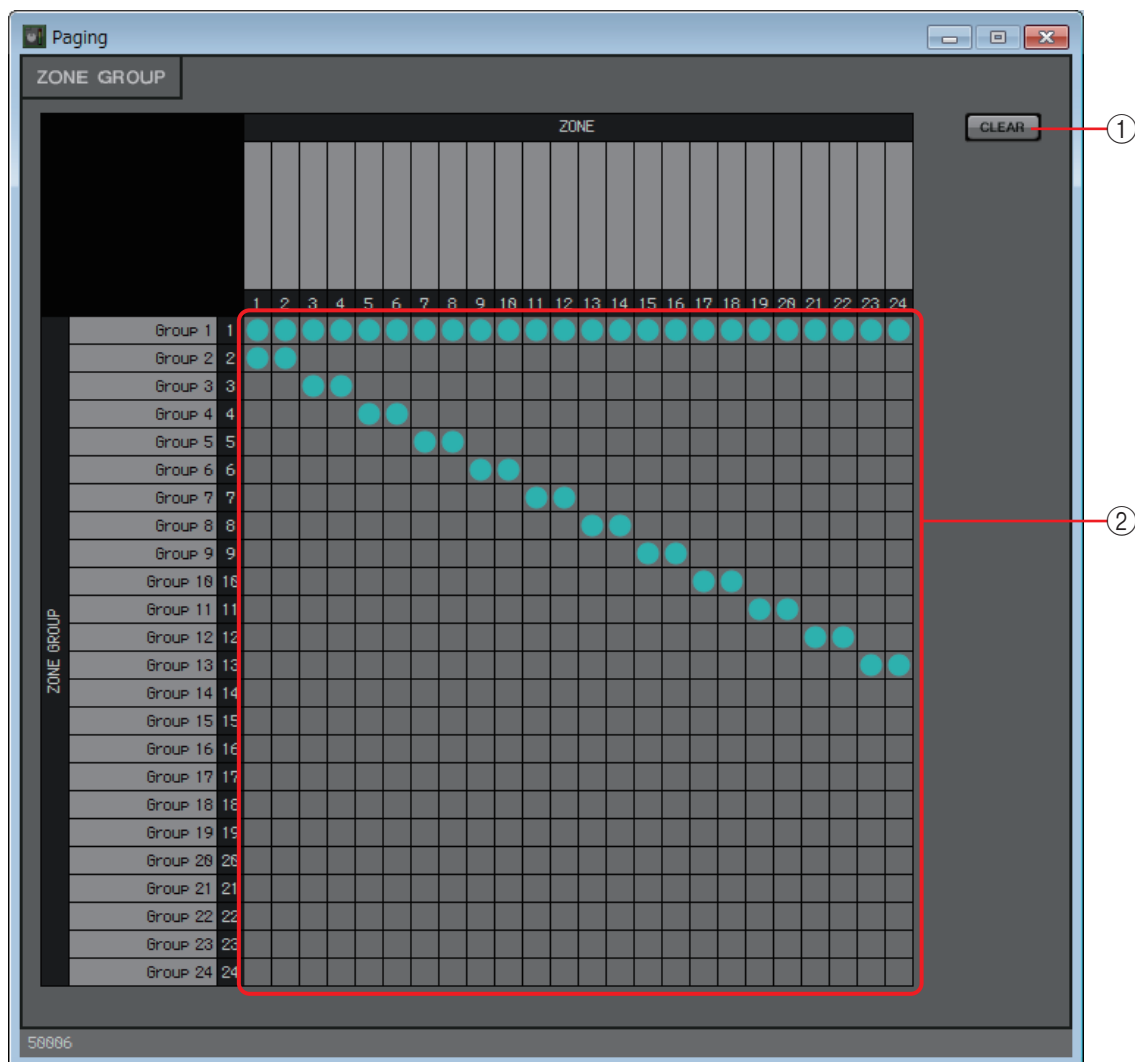 Paging
ZONE GROUP
ZONE
CLEAR
①
1 2 3 4 5 6 7 8 9 10 11 12 13 14 15 16 17 18 19 20 21 22 23 24
Group 1 1
Group 2 2
Group 3 3
Group 4 4
Group 5 5
Group 6 6
Group 7 7
Group 8 8
②
Group 9 9
Group 10 10
Group 11 11
Group 12 12
Group 13 13
ZONE GROUP
Group 14 14
Group 15 15
Group 16 16
Group 17 17
Group 18 18
Group 19 19
Group 20 20
Group 21 21
Group 22 22
Group 23 23
Group 24 24
50006